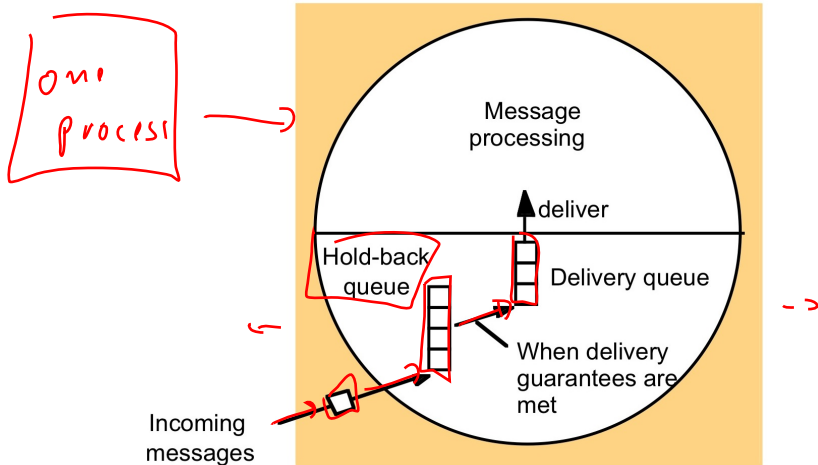 one
process
Message
processing
deliver
Hold-back
queue
Delivery queue
When delivery
guarantees are
met
Incoming
messages